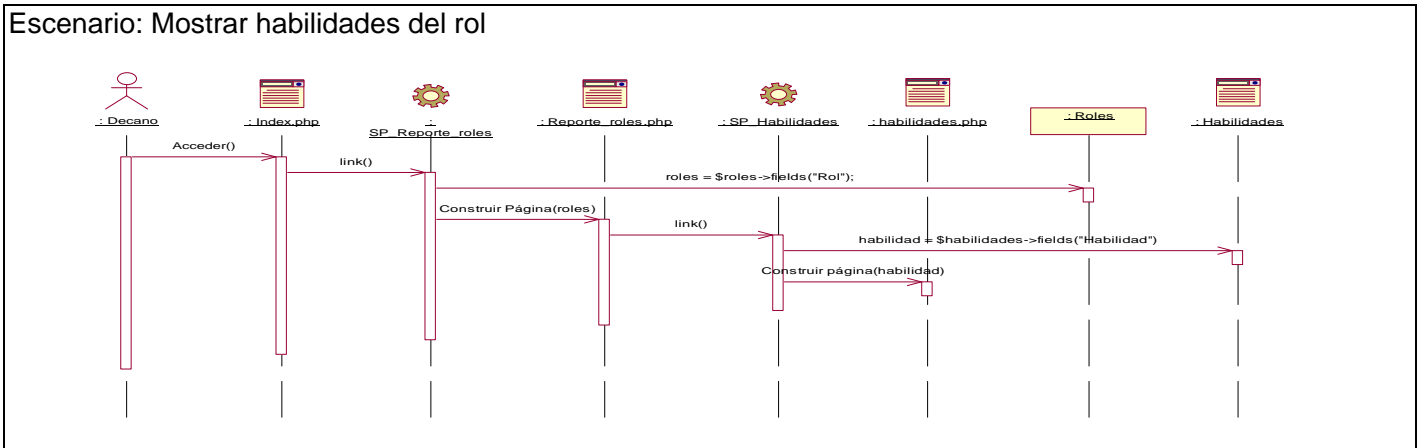 Escenario: Mostrar habilidades del rol
: Decano
: Index.php
:
SP_Reporte_roles
: Reporte_roles.php
: SP_Habilidades
: habilidades.php
: Roles
: Habilidades
Acceder()
link()
roles = $roles->fields("Rol");
Construir Página(roles)
link()
habilidad = $habilidades->fields("Habilidad")
Construir página(habilidad)